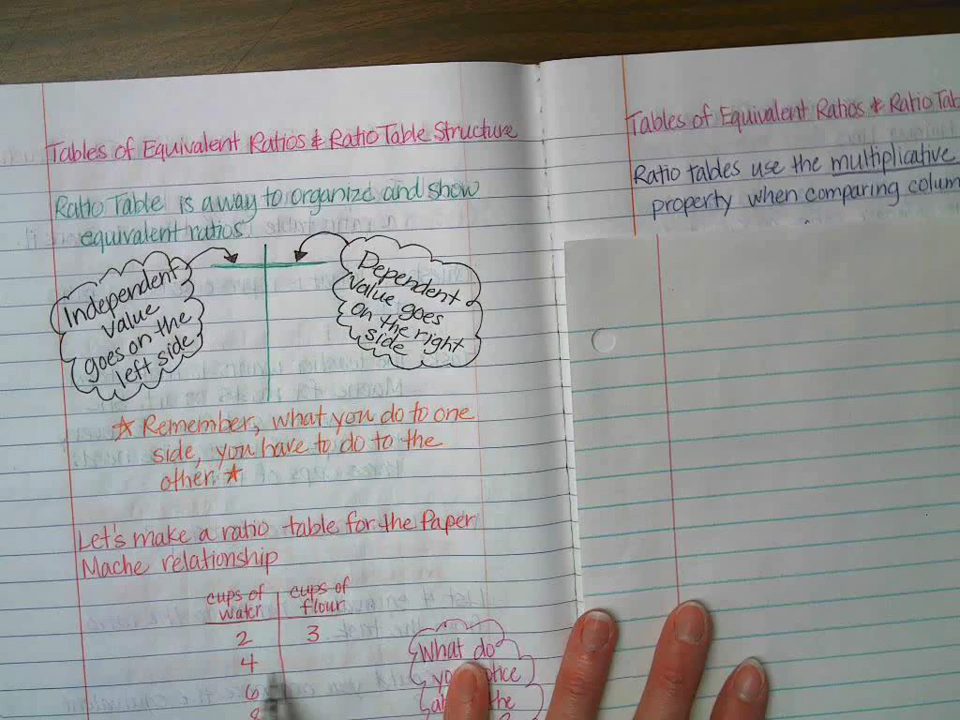 Tables of Equivalent Ratios & Ratio Table Structure
Ratio Table is a way to organize and show
equivalent ratios
Independent
value
goes on the
left side
Dependent
value goes
on the right
side
☆ Remember, what you do to one
side, you have to do to the
other ☆
Let's make a ratio table for the Paper
Mache relationship
cups of
watch
cups of
flour
2 3
4
6
8
What do
the
Tables of Equivalent Ratios &
Ratio tables use the multiplicative
property when comparing